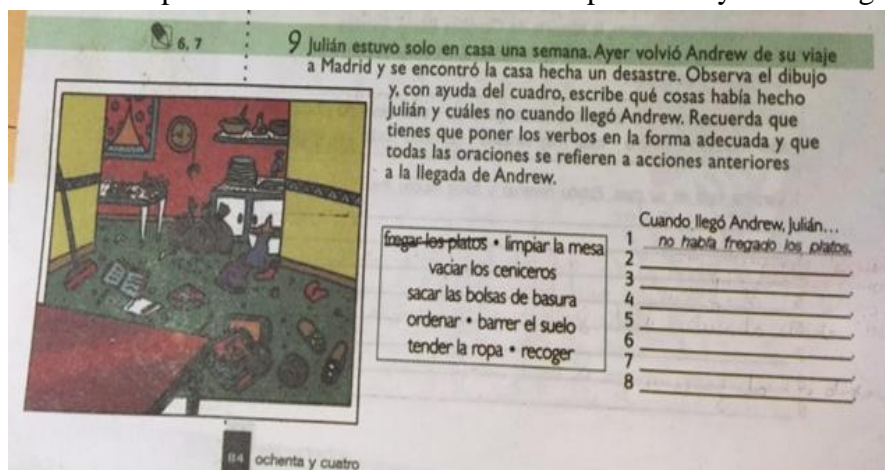 6, 7
9 Julián estuvo solo en casa una semana. Ayer volvió Andrew de su viaje
a Madrid y se encontró la casa hecha un desastre. Observa el dibujo
y, con ayuda del cuadro, escribe qué cosas había hecho
Julián y cuáles no cuando llegó Andrew. Recuerda que
tienes que poner los verbos en la forma adecuada y que
todas las oraciones se refieren a acciones anteriores
a la llegada de Andrew.
fregar los platos • limpiar la mesa
vaciar los ceniceros
sacar las bolsas de basura
ordenar • barrer el suelo
tender la ropa • recoger
Cuando llegó Andrew, Julián...
1 no había fregado los platos.
2
3
4
5
6
7
8
84 ochenta y cuatro